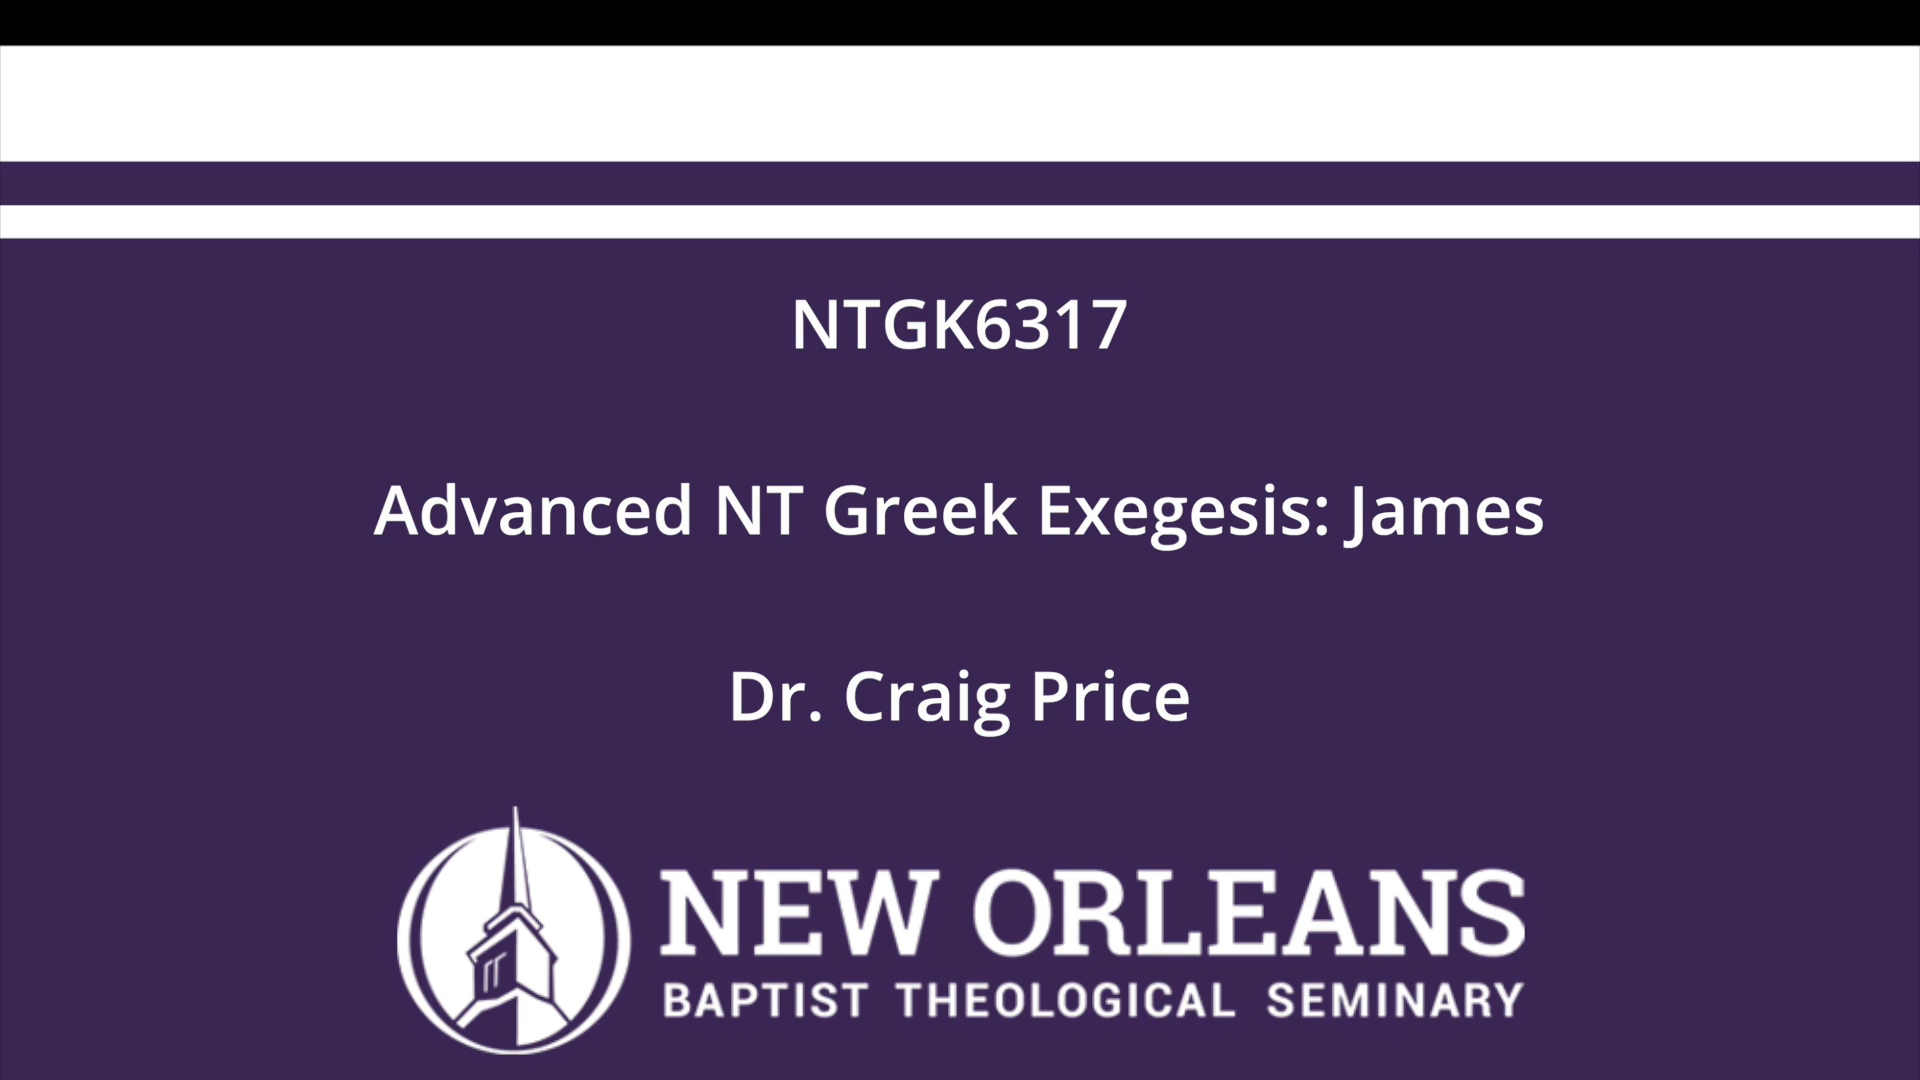 NTGK6317
Advanced NT Greek Exegesis: James
Dr. Craig Price
NEW ORLEANS
BAPTIST THEOLOGICAL SEMINARY